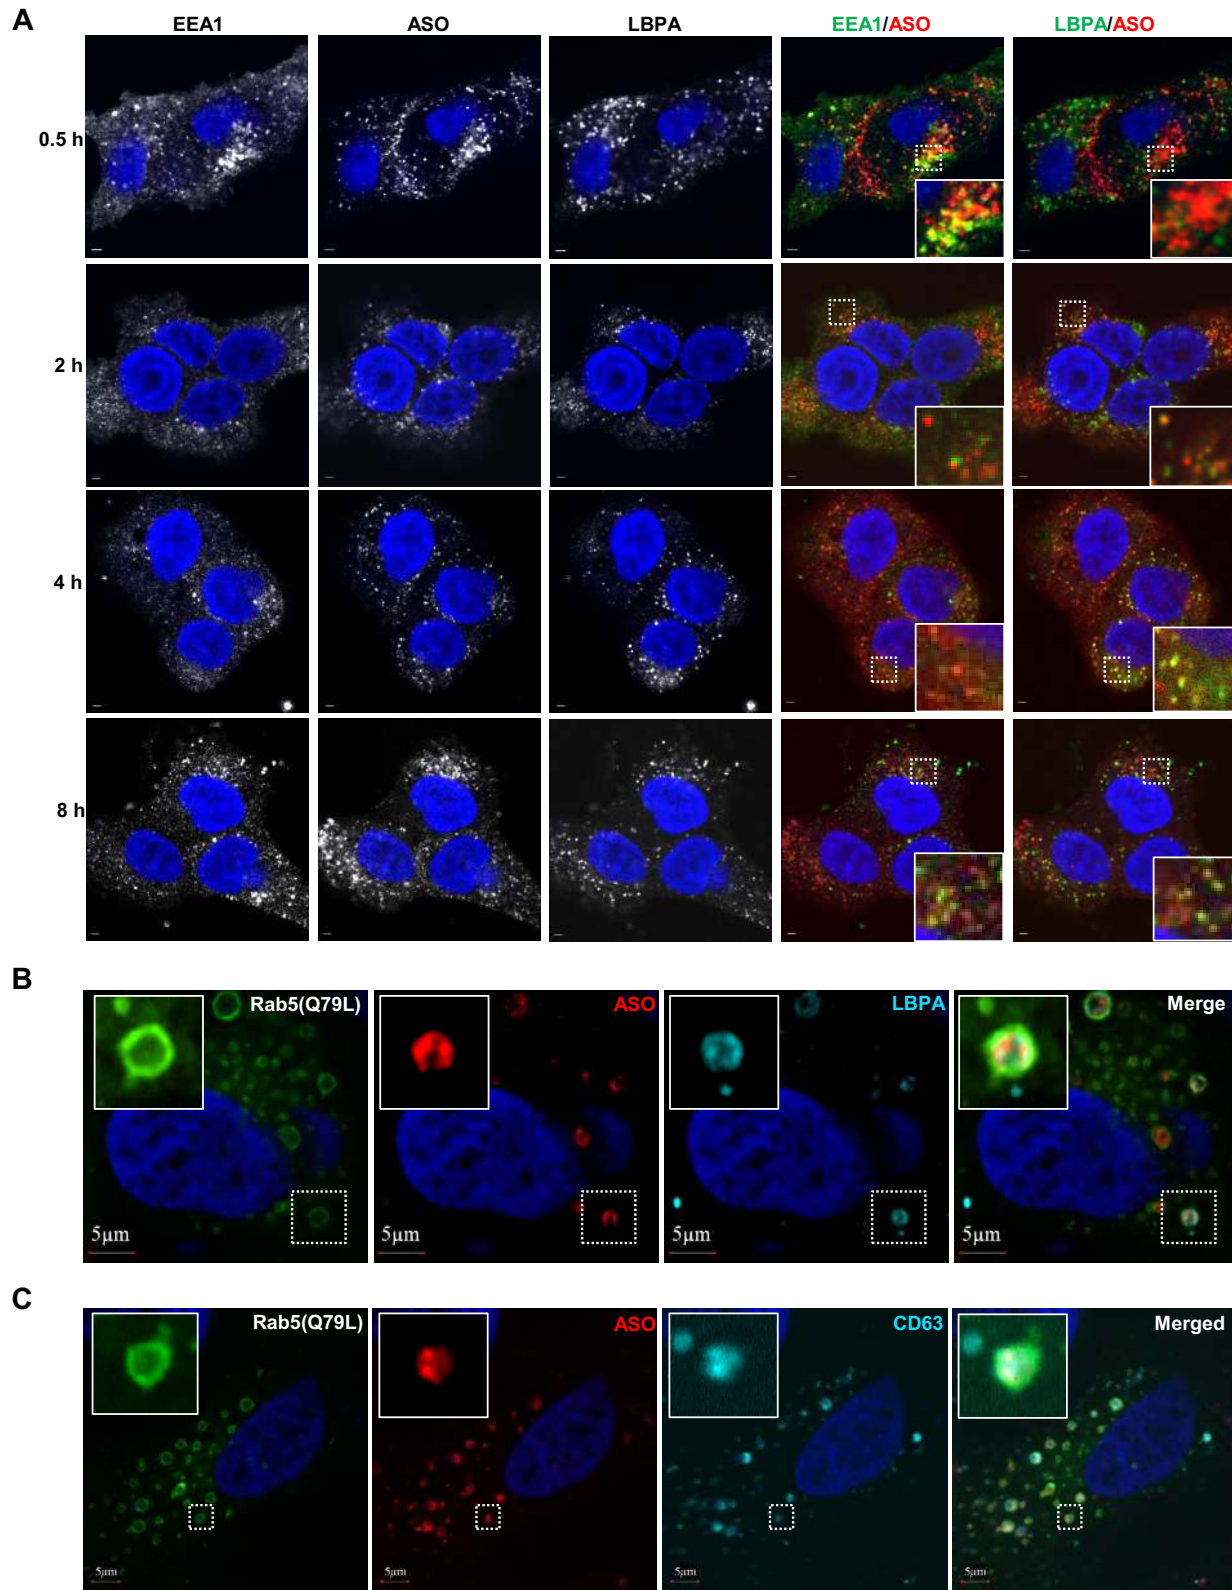 A
EEA1 ASO LBPA EEA1/ASO LBPA/ASO
0.5 h
2 h
4 h
8 h
B
Rab5(Q79L) ASO LBPA Merge
5µm 5µm 5µm 5µm
C
Rab5(Q79L) ASO CD63 Merged
5µm 5µm 5µm 5µm